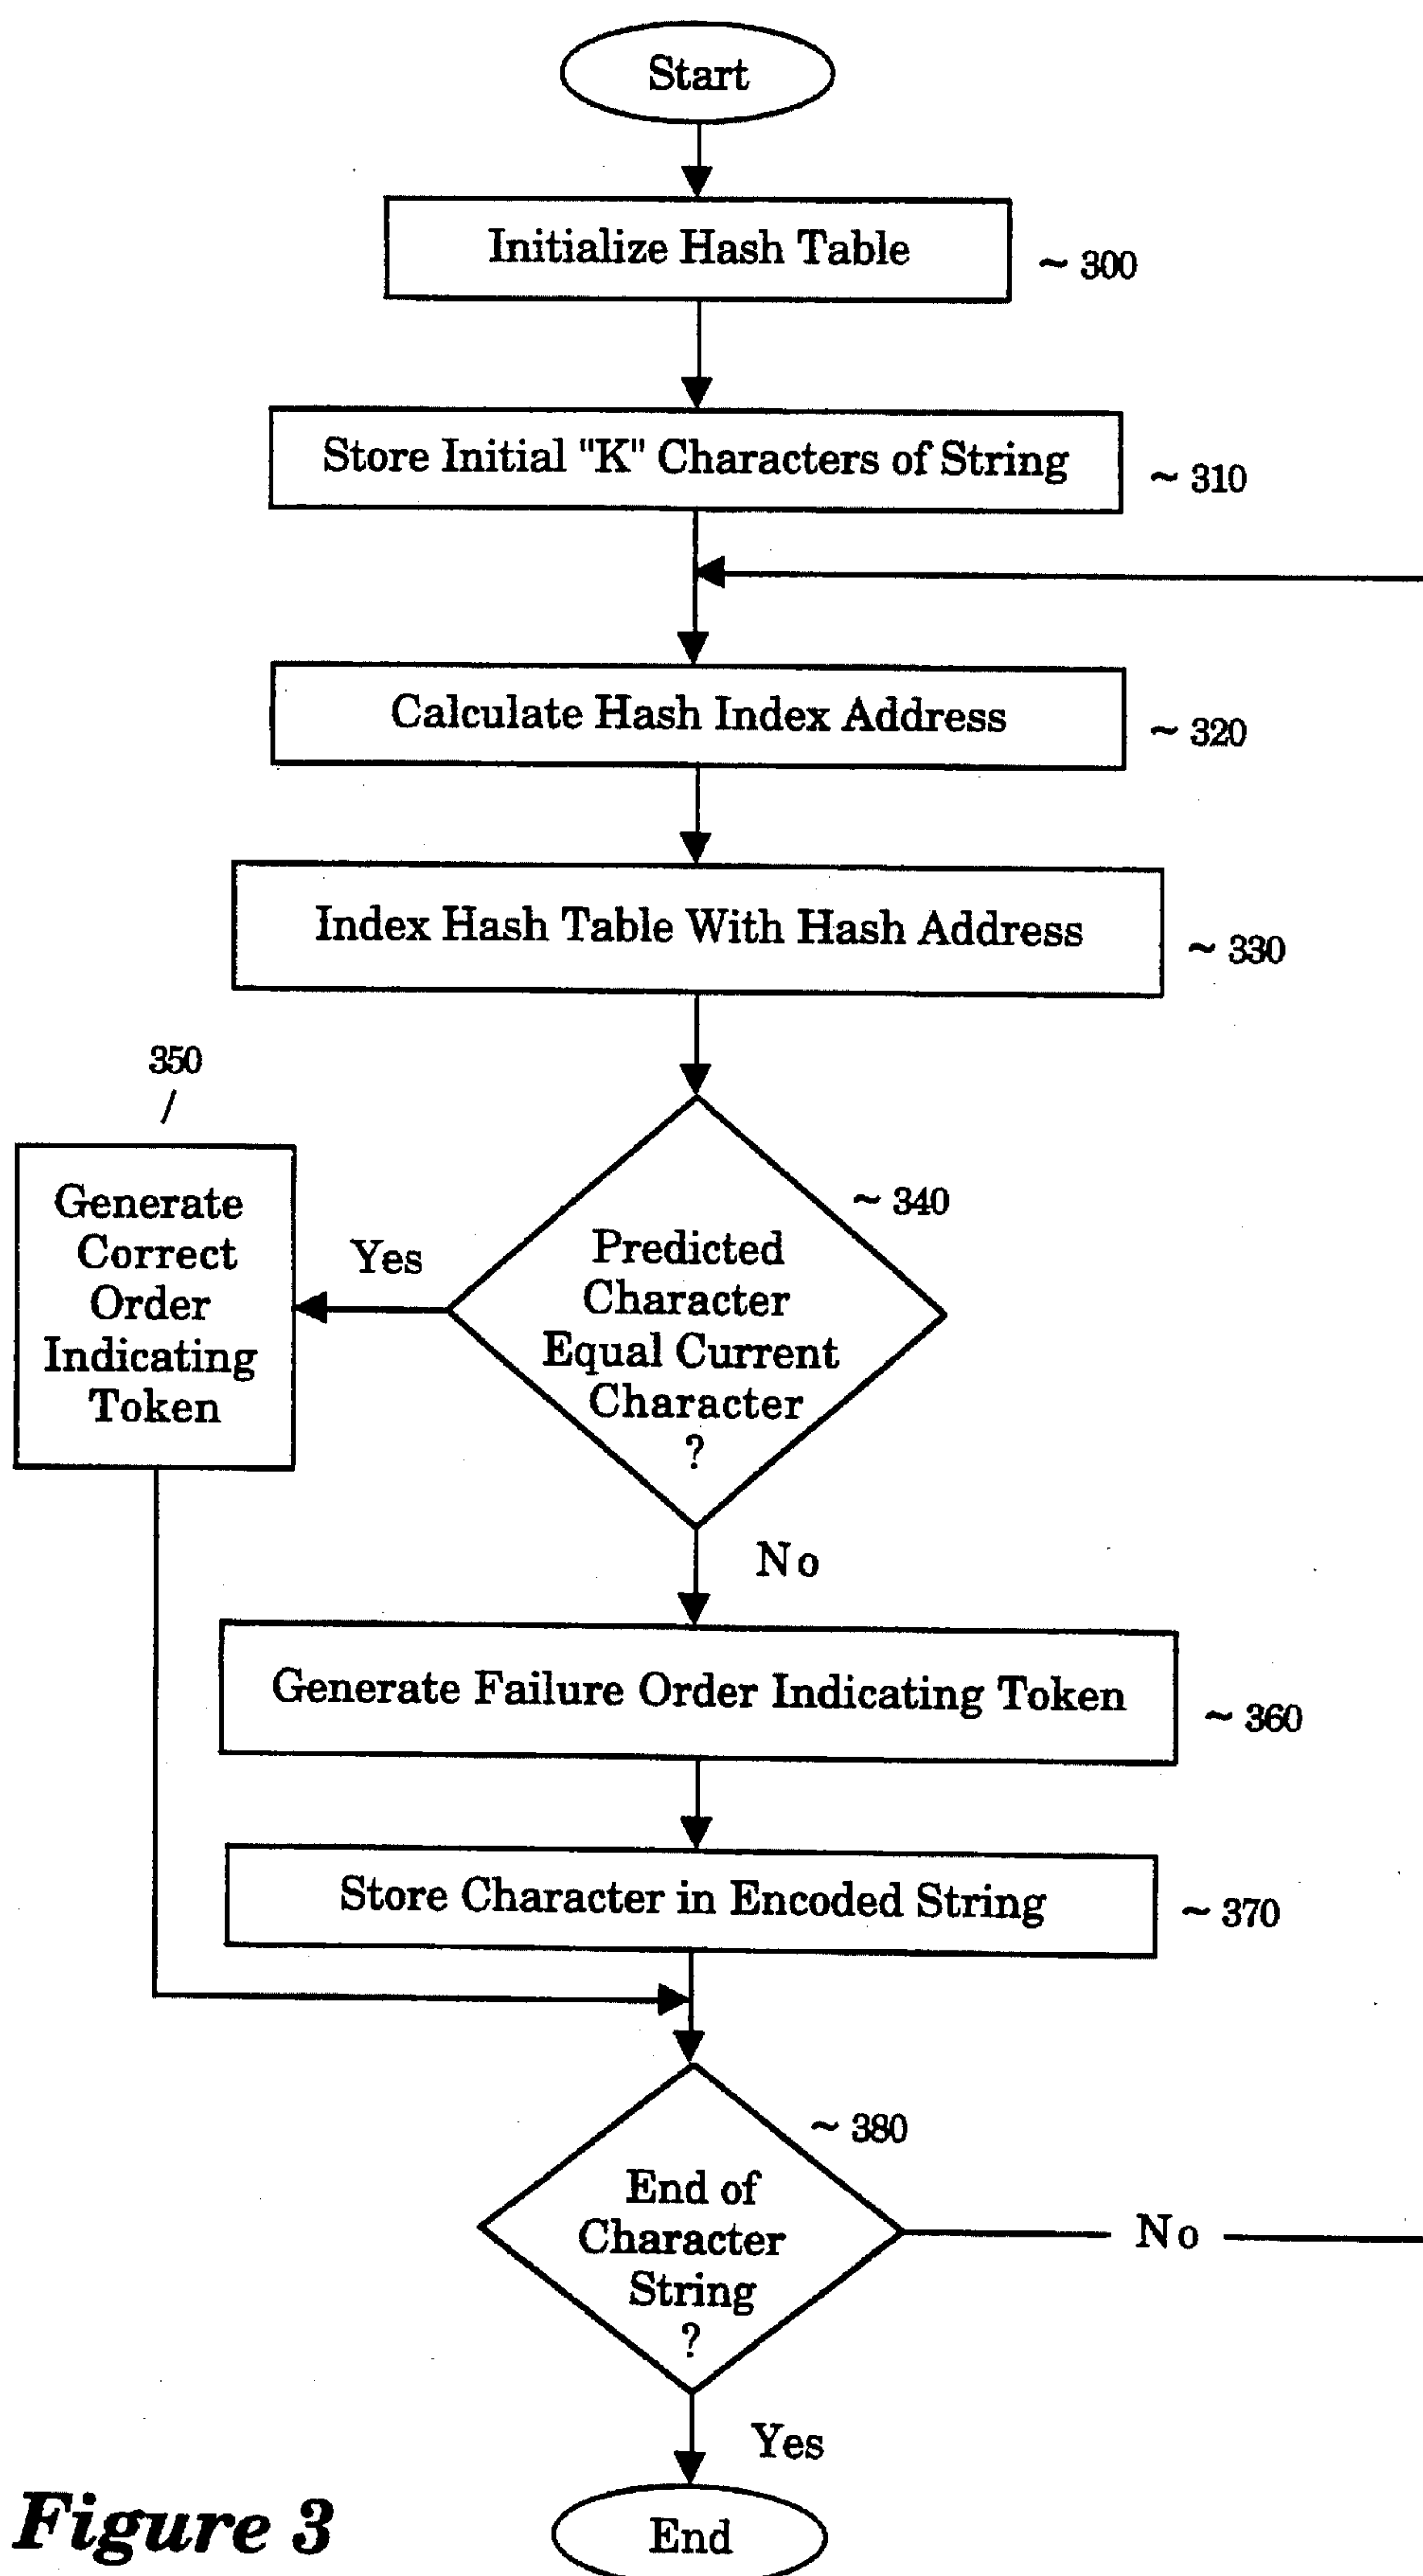 Start
Initialize Hash Table
~ 300
Store Initial "K" Characters of String
~ 310
Calculate Hash Index Address
~ 320
Index Hash Table With Hash Address
~ 330
350
Generate
Correct
Order
Indicating
Token
Yes
~ 340
Predicted
Character
Equal Current
Character
?
No
Generate Failure Order Indicating Token
~ 360
Store Character in Encoded String
~ 370
~ 380
End of
Character
String
?
No
Yes
End
Figure 3